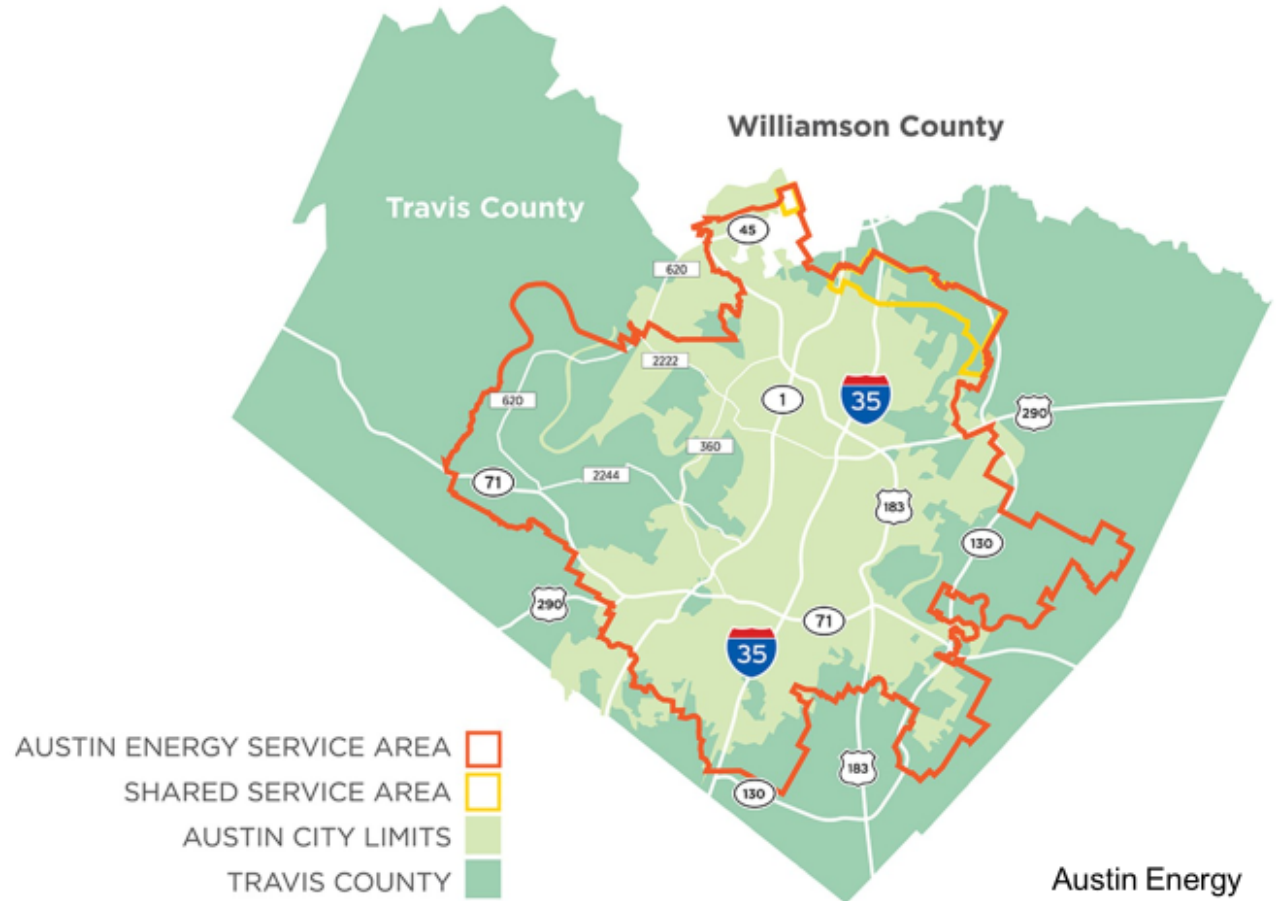 Williamson County
Travis County
45
620
2222
1
35
290
620
360
71
2244
183
130
290
71
35
183
130
AUSTIN ENERGY SERVICE AREA
SHARED SERVICE AREA
AUSTIN CITY LIMITS
TRAVIS COUNTY
Austin Energy